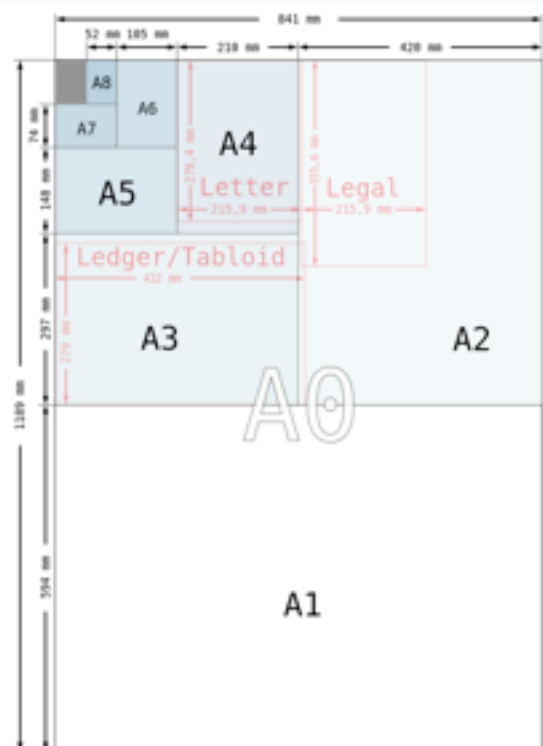 841 mm
52 mm 105 mm
210 mm
420 mm
A8
A6
A7
A4
74 mm
279,4 mm
355,6 mm
A5
Letter
Legal
148 mm
215,9 mm
215,9 mm
Ledger/Tabloid
432 mm
297 mm
279 mm
A3
A2
1189 mm
A0
594 mm
A1